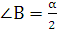 ∠B = α/2